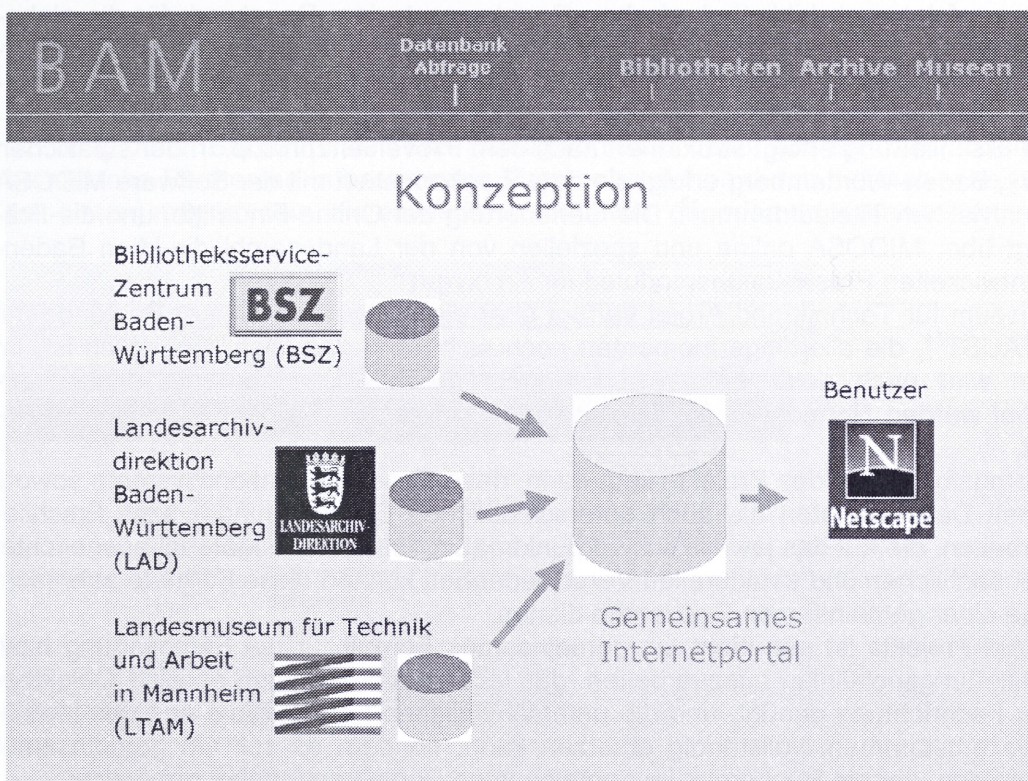 BAM
Datenbank
Abfrage
Bibliotheken Archive Museen
Konzeption
Bibliotheksservice-
Zentrum
Baden-
Württemberg (BSZ)
BSZ
Landesarchiv-
direktion
Baden-
Württemberg
(LAD)
LANDESARCHIV-
DIREKTION
Landesmuseum für Technik
und Arbeit
in Mannheim
(LTAM)
Gemeinsames
Internetportal
Benutzer
N
Netscape